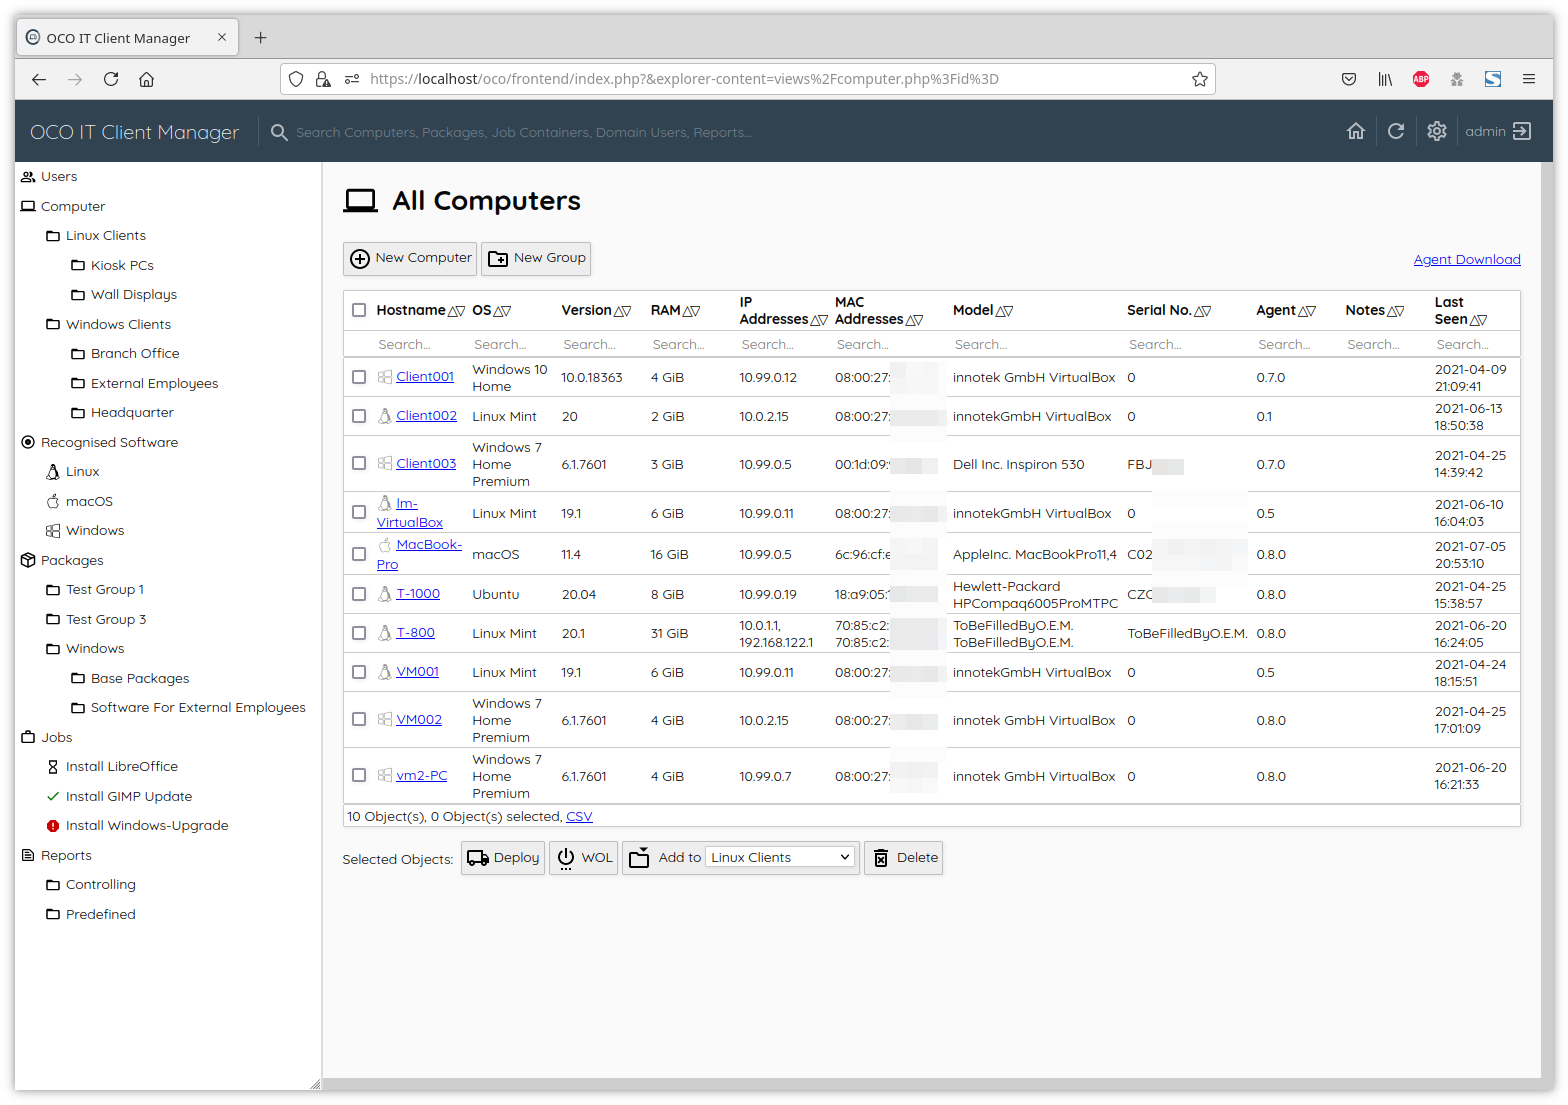 OCO IT Client Manager
https://localhost/oco/frontend/index.php?&explorer-content=views%2Fcomputer.php%3Fid%3D
ABP
S
OCO IT Client Manager
Search Computers, Packages, Job Containers, Domain Users, Reports...
admin
Users
Computer
Linux Clients
Kiosk PCs
Wall Displays
Windows Clients
Branch Office
External Employees
Headquarter
Recognised Software
Linux
macOS
Windows
Packages
Test Group 1
Test Group 3
Windows
Base Packages
Software For External Employees
Jobs
Install LibreOffice
Install GIMP Update
Install Windows-Upgrade
Reports
Controlling
Predefined
All Computers
New Computer New Group Agent Download
Hostname OS Version RAM IP Addresses MAC Addresses Model Serial No. Agent Notes Last Seen
Search... Search... Search... Search... Search... Search... Search... Search... Search... Search... Search...
Client001 Windows 10 Home 10.0.18363 4 GiB 10.99.0.12 08:00:27: innotek GmbH VirtualBox 0 0.7.0 2021-04-09 21:09:41
Client002 Linux Mint 20 2 GiB 10.0.2.15 08:00:27: innotekGmbH VirtualBox 0 0.1 2021-06-13 18:50:38
Client003 Windows 7 Home Premium 6.1.7601 3 GiB 10.99.0.5 00:1d:09: Dell Inc. Inspiron 530 FBJ 0.7.0 2021-04-25 14:39:42
lm-VirtualBox Linux Mint 19.1 6 GiB 10.99.0.11 08:00:27: innotekGmbH VirtualBox 0 0.5 2021-06-10 16:04:03
MacBook-Pro macOS 11.4 16 GiB 10.99.0.5 6c:96:cf:e AppleInc. MacBookPro11,4 C02 0.8.0 2021-07-05 20:53:10
T-1000 Ubuntu 20.04 8 GiB 10.99.0.19 18:a9:05: Hewlett-Packard HPCompaq6005ProMTPC CZC 0.8.0 2021-04-25 15:38:57
T-800 Linux Mint 20.1 31 GiB 10.0.1.1, 192.168.122.1 70:85:c2: 70:85:c2: ToBeFilledByO.E.M. ToBeFilledByO.E.M. ToBeFilledByO.E.M. 0.8.0 2021-06-20 16:24:05
VM001 Linux Mint 19.1 6 GiB 10.99.0.11 08:00:27: innotekGmbH VirtualBox 0 0.5 2021-04-24 18:15:51
VM002 Windows 7 Home Premium 6.1.7601 4 GiB 10.0.2.15 08:00:27: innotek GmbH VirtualBox 0 0.8.0 2021-04-25 17:01:09
vm2-PC Windows 7 Home Premium 6.1.7601 4 GiB 10.99.0.7 08:00:27: innotek GmbH VirtualBox 0 0.8.0 2021-06-20 16:21:33
10 Object(s), 0 Object(s) selected, CSV
Selected Objects: Deploy WOL Add to Linux Clients Delete